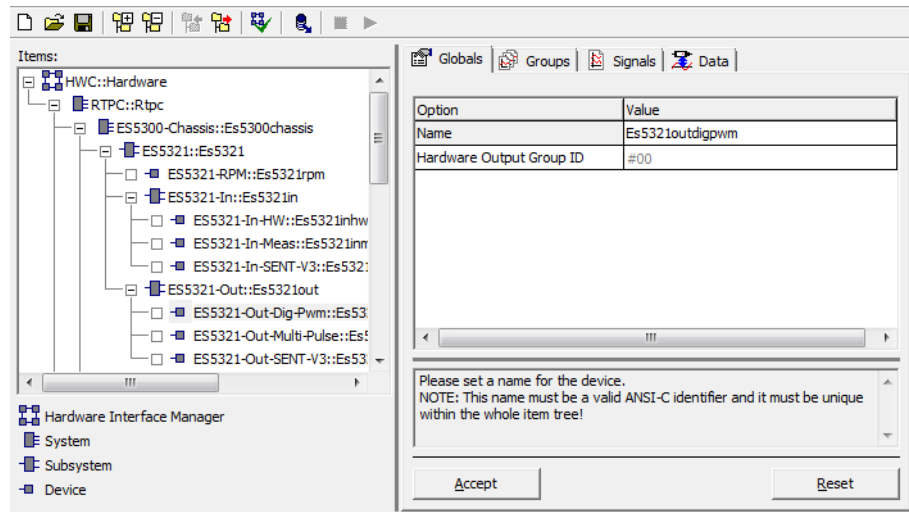 Items:
HWC::Hardware
RTPC::Rtpc
ES5300-Chassis::Es5300chassis
ES5321::Es5321
ES5321-RPM::Es5321rpm
ES5321-In::Es5321in
ES5321-In-HW::Es5321inhw
ES5321-In-Meas::Es5321inm
ES5321-In-SENT-V3::Es5321
ES5321-Out::Es5321out
ES5321-Out-Dig-Pwm::Es53
ES5321-Out-Multi-Pulse::Es5
ES5321-Out-SENT-V3::Es53
Hardware Interface Manager
System
Subsystem
Device
Globals Groups Signals Data
Option Value
Name Es5321outdigpwm
Hardware Output Group ID #00
Please set a name for the device.
NOTE: This name must be a valid ANSI-C identifier and it must be unique
within the whole item tree!
Accept Reset